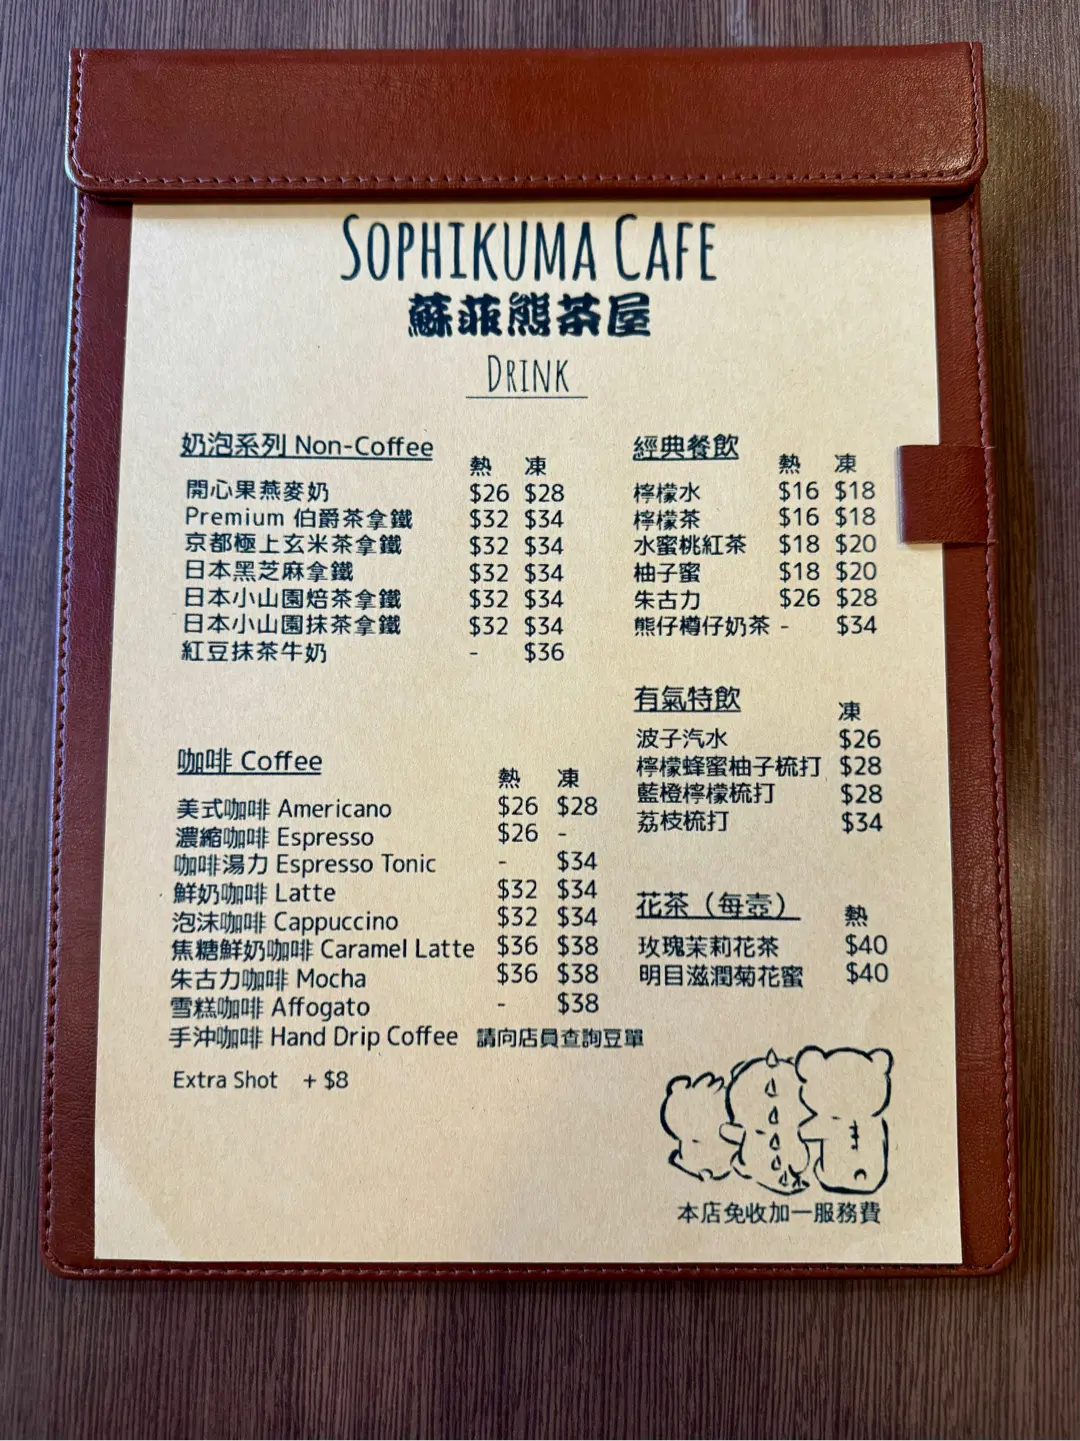 SOPHIKUMA CAFE
蘇菲熊茶屋
DRINK
奶泡系列 Non-Coffee
熱 凍
開心果燕麥奶 $26 $28
Premium 伯爵茶拿鐵 $32 $34
京都極上玄米茶拿鐵 $32 $34
日本黑芝麻拿鐵 $32 $34
日本小山園焙茶拿鐵 $32 $34
日本小山園抹茶拿鐵 $32 $34
紅豆抹茶牛奶 - $36
咖啡 Coffee
熱 凍
美式咖啡 Americano $26 $28
濃縮咖啡 Espresso $26 -
咖啡湯力 Espresso Tonic - $34
鮮奶咖啡 Latte $32 $34
泡沫咖啡 Cappuccino $32 $34
焦糖鮮奶咖啡 Caramel Latte $36 $38
朱古力咖啡 Mocha $36 $38
雪糕咖啡 Affogato - $38
手沖咖啡 Hand Drip Coffee 請向店員查詢豆單
Extra Shot + $8
經典餐飲
熱 凍
檸檬水 $16 $18
檸檬茶 $16 $18
水蜜桃紅茶 $18 $20
柚子蜜 $18 $20
朱古力 $26 $28
熊仔樽仔奶茶 - $34
有氣特飲
凍
波子汽水 $26
檸檬蜂蜜柚子梳打 $28
藍橙檸檬梳打 $28
荔枝梳打 $34
花茶（每壺）
熱
玫瑰茉莉花茶 $40
明目滋潤菊花蜜 $40
本店免收加一服務費